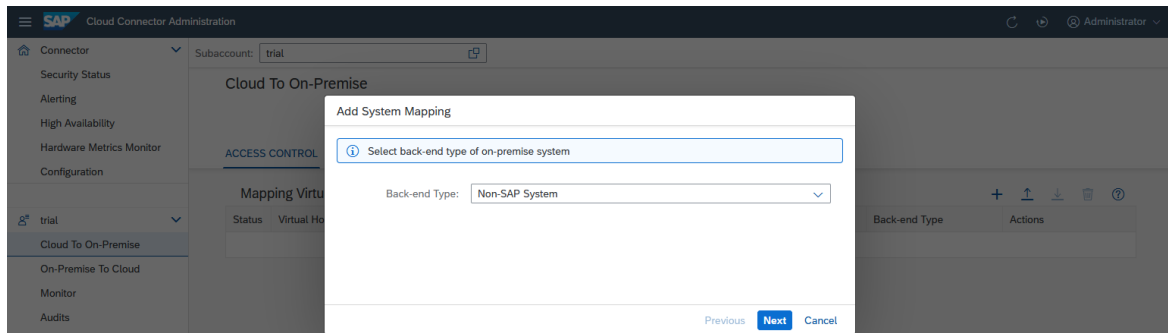 SAP Cloud Connector Administration
Administrator
Connector
Security Status
Alerting
High Availability
Hardware Metrics Monitor
Configuration
trial
Cloud To On-Premise
On-Premise To Cloud
Monitor
Audits
Subaccount: trial
Cloud To On-Premise
ACCESS CONTROL
Mapping Virtu
Status Virtual Ho
Back-end Type Actions
Add System Mapping
Select back-end type of on-premise system
Back-end Type: Non-SAP System
Previous Next Cancel